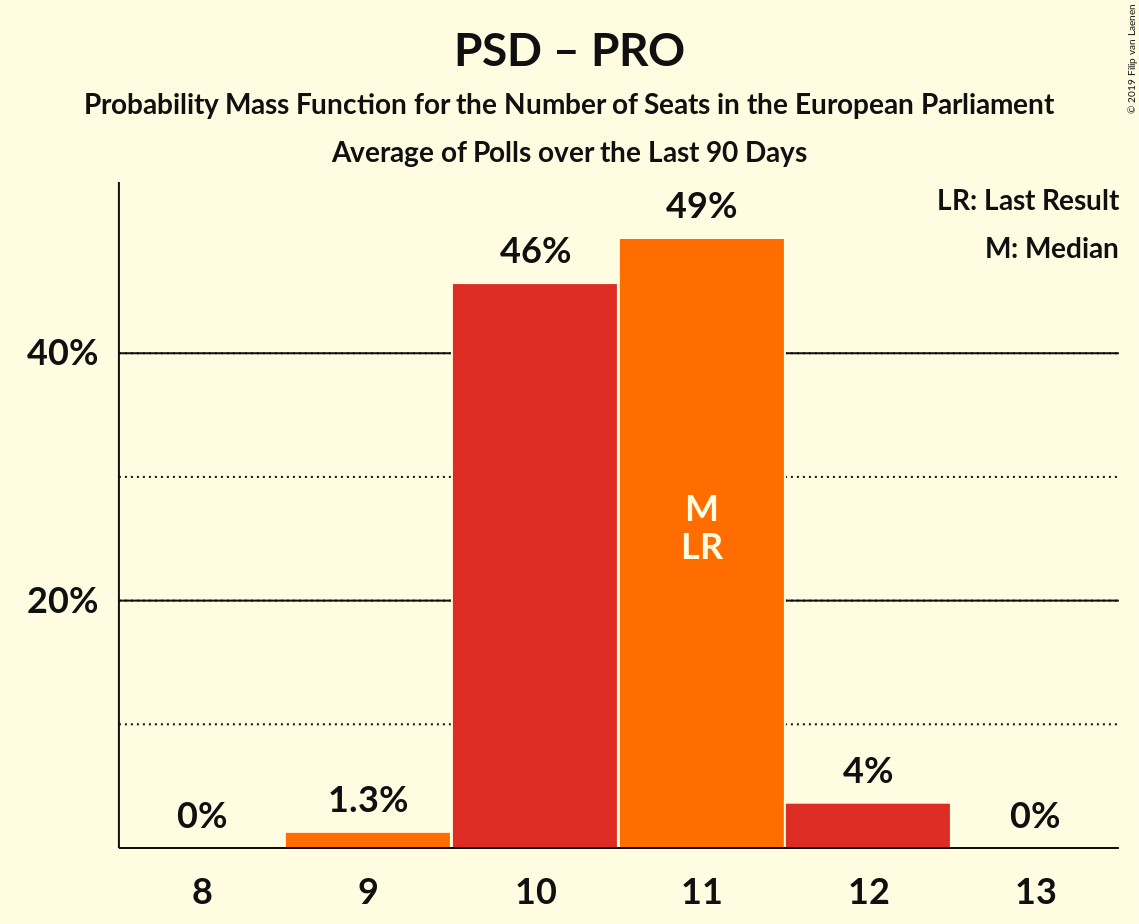 PSD – PRO
Probability Mass Function for the Number of Seats in the European Parliament
Average of Polls over the Last 90 Days
© 2019 Filip van Laenen
LR: Last Result
M: Median
49%
46%
40%
M
LR
20%
4%
1.3%
0%
0%
8 9 10 11 12 13